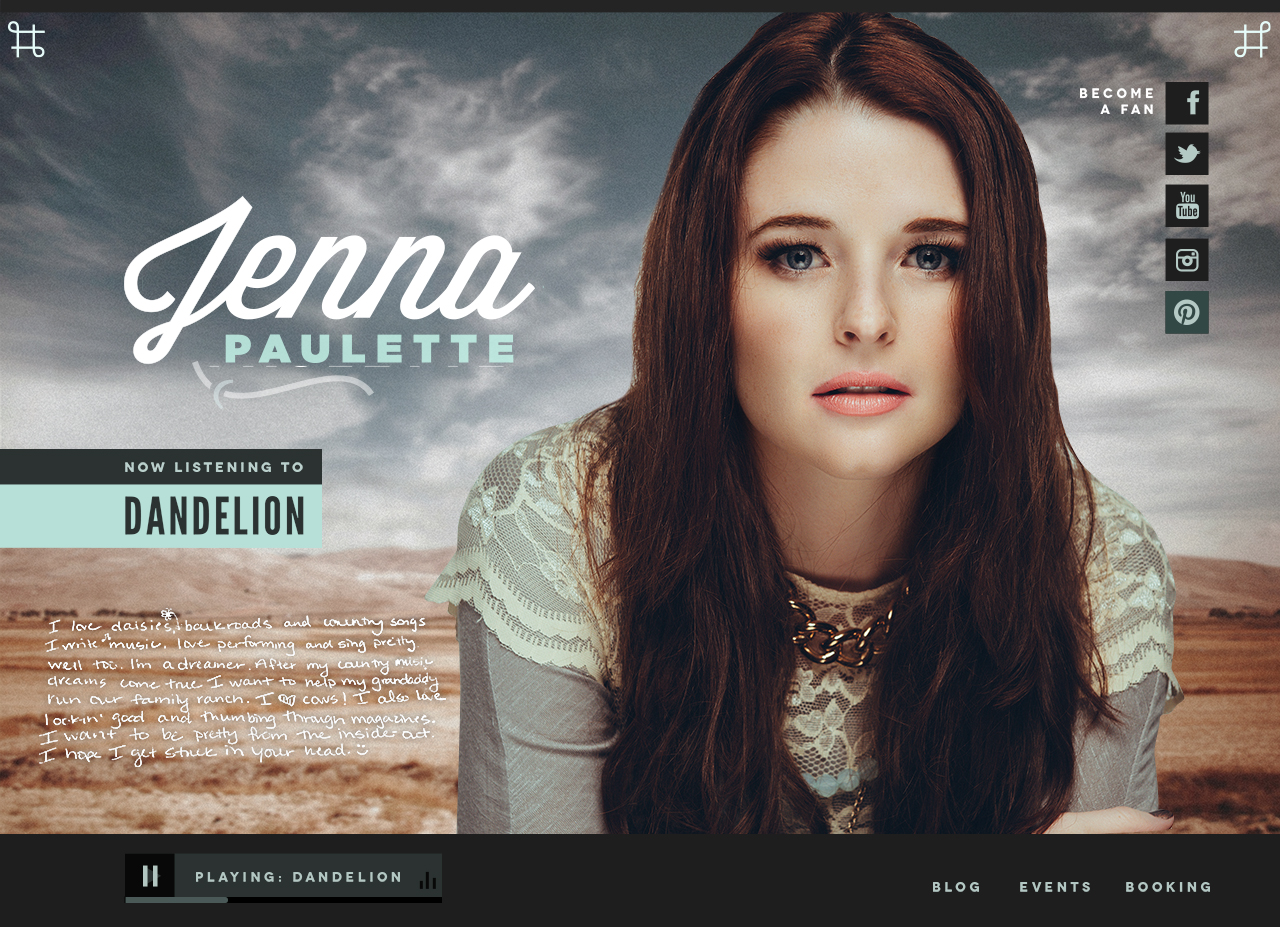 BECOME
A FAN
f
You
Tube
Jenna
PAULETTE
NOW LISTENING TO
DANDELION
I love daisies, backroads and country songs
I write music. love performing and sing pretty
well too. I'm a dreamer. After my country music
dreams come true I want to help my grandaddy
run our family ranch. I cows! I also love
lookin' good and thumbing through magazines.
I want to be pretty from the inside out.
I hope I get stuck in your head.
PLAYING: DANDELION
BLOG EVENTS BOOKING